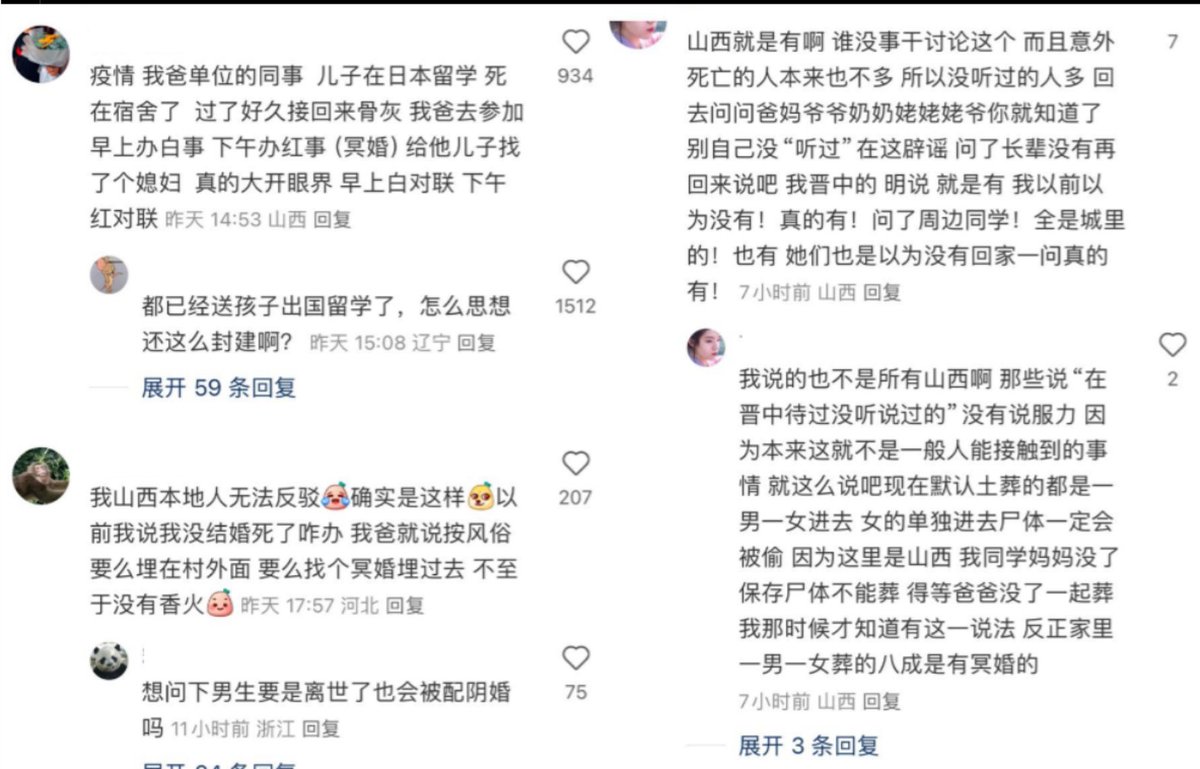 疫情 我爸单位的同事 儿子在日本留学 死
在宿舍了 过了好久接回来骨灰 我爸去参加
早上办白事 下午办红事 (冥婚) 给他儿子找
了个媳妇 真的大开眼界 早上白对联 下午
红对联 昨天 14:53 山西 回复
934
都已经送孩子出国留学了，怎么思想
还这么封建啊？ 昨天 15:08 辽宁 回复
1512
展开 59 条回复
我山西本地人无法反驳确实是这样以
前我说我没结婚死了咋办 我爸就说按风俗
要么埋在村外面 要么找个冥婚埋过去 不至
于没有香火 昨天 17:57 河北 回复
207
想问下男生要是离世了也会被配阴婚
吗 11小时前 浙江 回复
75
山西就是有啊 谁没事干讨论这个 而且意外
死亡的人本来也不多 所以没听过的人多 回
去问问爸妈爷爷奶奶姥姥姥爷你就知道了
别自己没“听过”在这辟谣 问了长辈没有再
回来说吧 我晋中的 明说 就是有 我以前以
为没有！真的有！问了周边同学！全是城里
的！也有 她们也是以为没有回家一问真的
有！ 7小时前 山西 回复
7
我说的也不是所有山西啊 那些说“在
晋中待过没听说过的”没有说服力 因
为本来这就不是一般人能接触到的事
情 就这么说吧现在默认土葬的都是一
男一女进去 女的单独进去尸体一定会
被偷 因为这里是山西 我同学妈妈没了
保存尸体不能葬 得等爸爸没了一起葬
我那时候才知道有这一说法 反正家里
一男一女葬的八成是有冥婚的
7小时前 山西 回复
2
展开 3 条回复